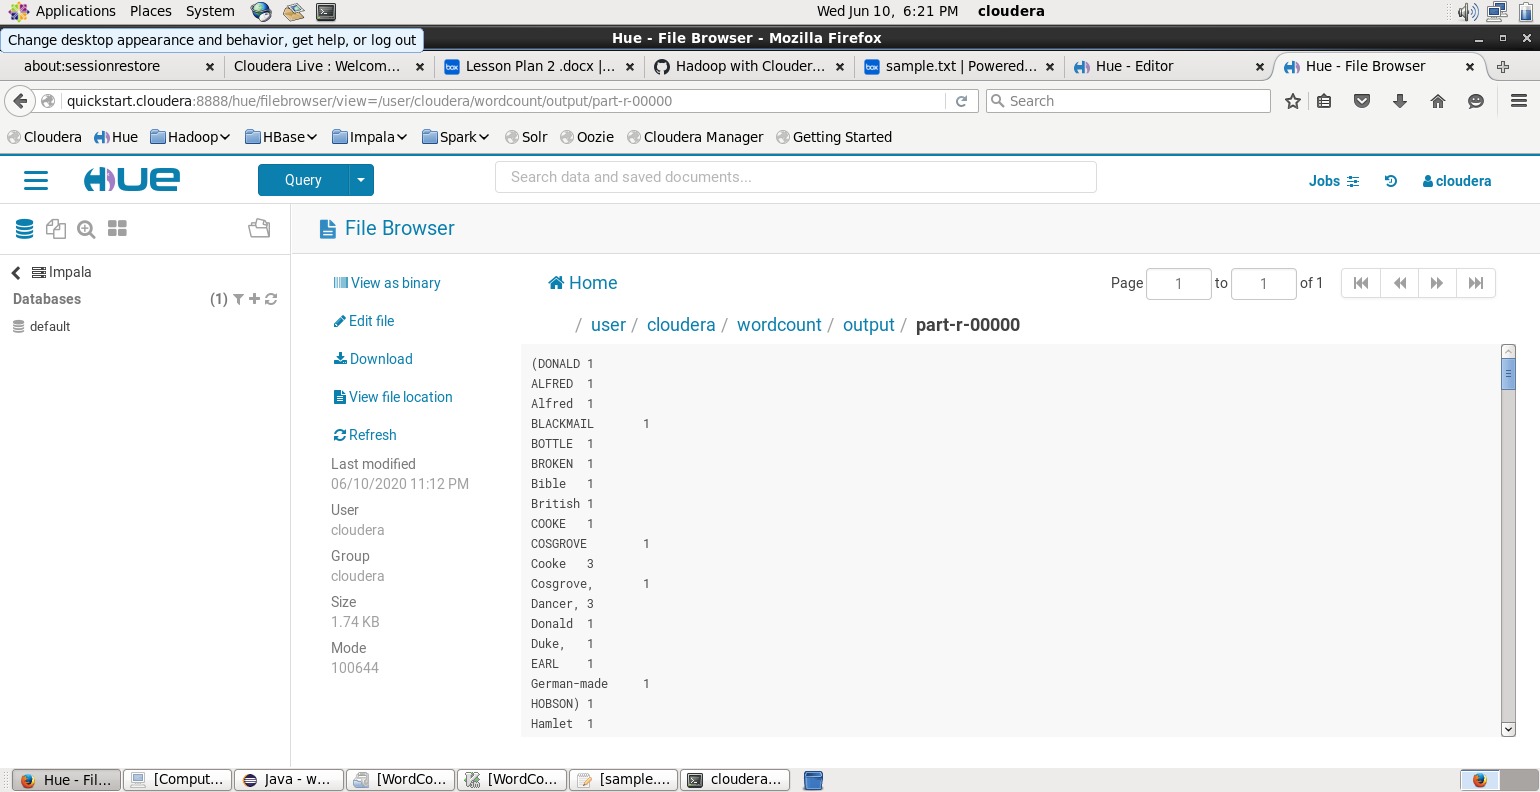 Applications Places System Wed Jun 10, 6:21 PM cloudera
Change desktop appearance and behavior, get help, or log out
Hue - File Browser - Mozilla Firefox
about:sessionrestore Cloudera Live : Welcom... Lesson Plan 2 .docx |... Hadoop with Clouder... sample.txt | Powered... Hue - Editor Hue - File Browser
quickstart.cloudera:8888/hue/filebrowser/view=/user/cloudera/wordcount/output/part-r-00000 Search
Cloudera Hue Hadoop HBase Impala Spark Solr Oozie Cloudera Manager Getting Started
HUE Query Search data and saved documents... Jobs cloudera
File Browser
Impala
Databases (1)
default
View as binary
Edit file
Download
View file location
Refresh
Last modified
06/10/2020 11:12 PM
User
cloudera
Group
cloudera
Size
1.74 KB
Mode
100644
Home Page 1 to 1 of 1
/ user / cloudera / wordcount / output / part-r-00000
(DONALD 1
ALFRED 1
Alfred 1
BLACKMAIL 1
BOTTLE 1
BROKEN 1
Bible 1
British 1
COOKE 1
COSGROVE 1
Cooke 3
Cosgrove, 1
Dancer, 3
Donald 1
Duke, 1
EARL 1
German-made 1
HOBSON) 1
Hamlet 1
Hue - Fil... [Comput... Java - w... [WordCo... [WordCo... [sample.... cloudera...